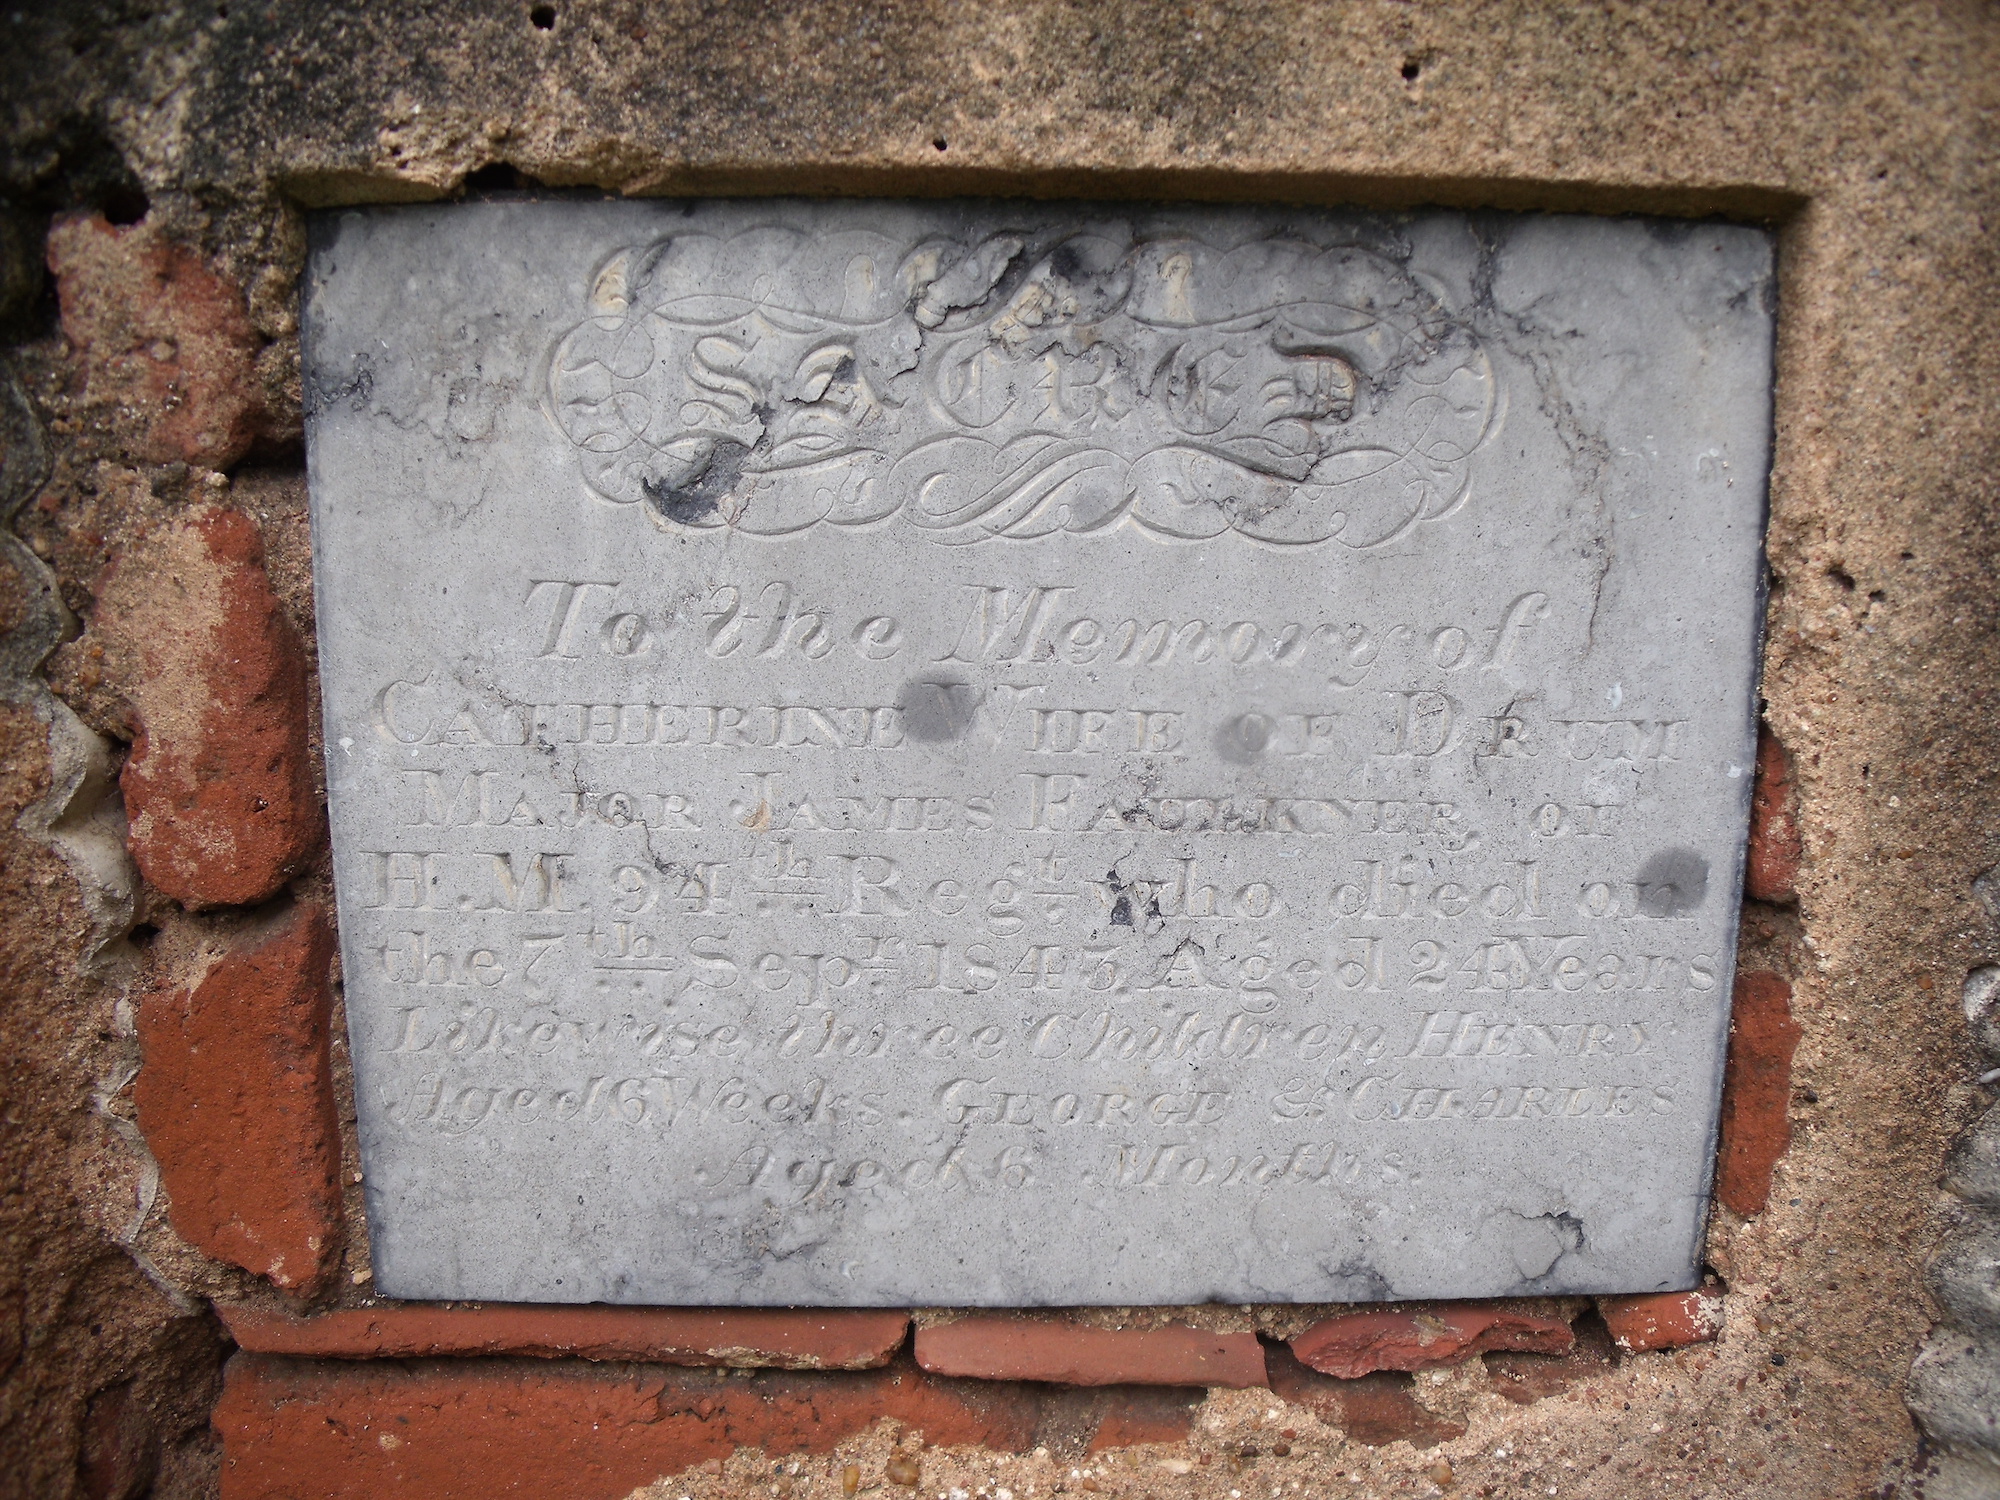 SACRED
To the Memory of
CATHERINE WIFE OF DRUM
MAJOR JAMES FAULKNER, OF
H.M. 94th Regt. who died on
the 7th Sepr. 1843, Aged 24 Years
Likewise three Children HENRY
Aged 6 Weeks. GEORGE & CHARLES
Aged 6 Months.